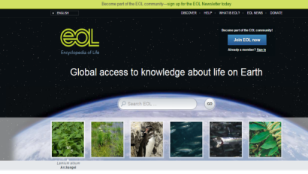 Become part of the EOL community—sign up for the EOL Newsletter today
ENGLISH
DISCOVER HELP WHAT IS EOL? EOL NEWS DONATE
Become part of the EOL community!
Join EOL now
Already a member? Sign in
eol
Encyclopedia of Life
Global access to knowledge about life on Earth
Search EOL
GO